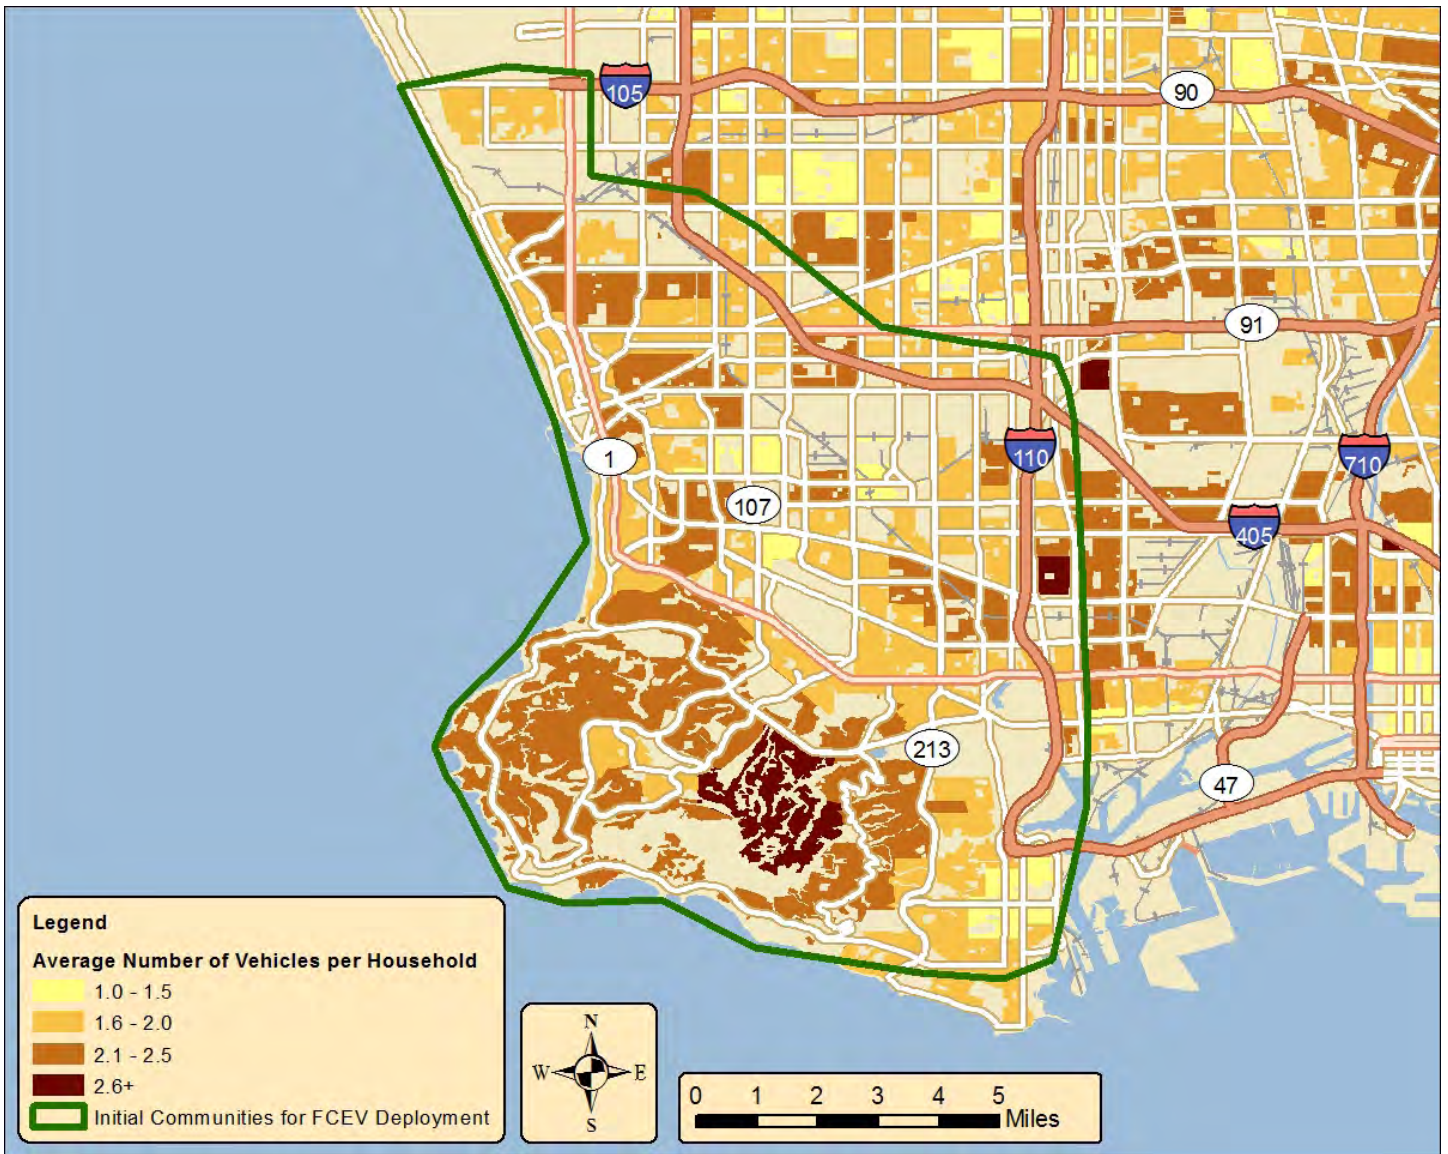 105
90
91
1
110
710
107
405
213
47
Legend
Average Number of Vehicles per Household
1.0 - 1.5
1.6 - 2.0
2.1 - 2.5
2.6+
Initial Communities for FCEV Deployment
N
W E
S
0 1 2 3 4 5
Miles